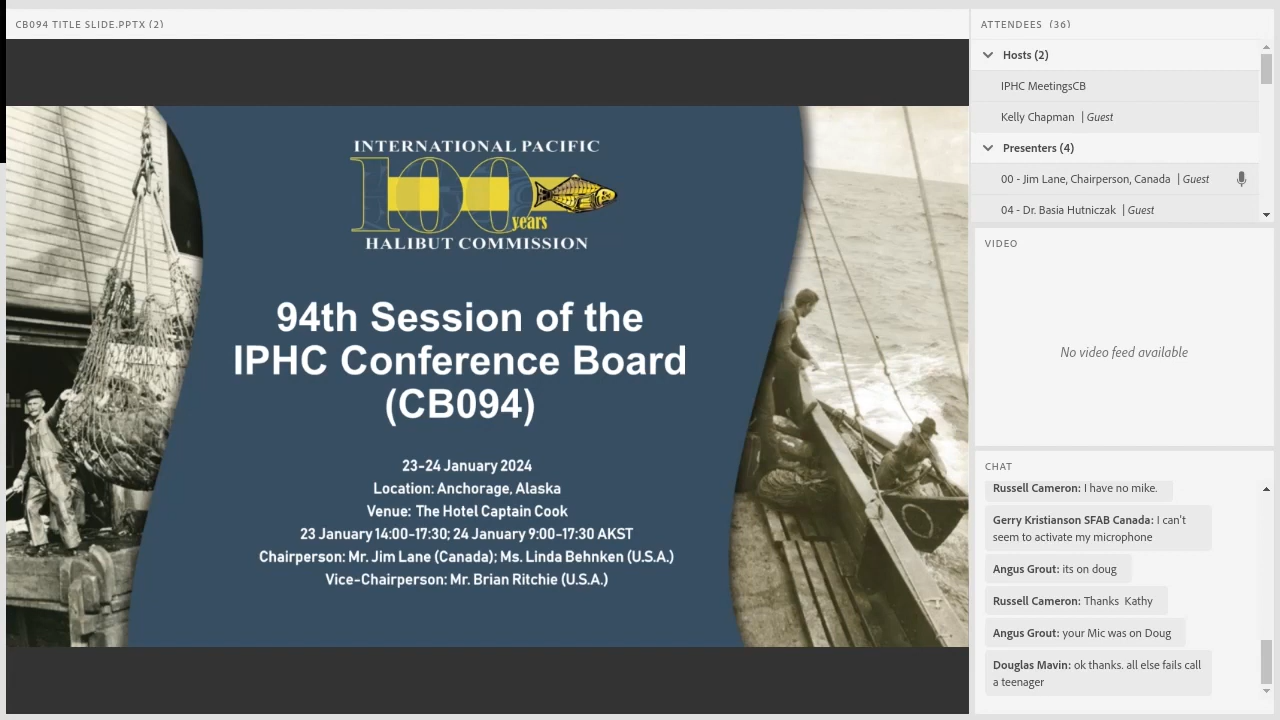 CB094 TITLE SLIDE.PPTX (2)
INTERNATIONAL PACIFIC
100
years
HALIBUT COMMISSION
94th Session of the
IPHC Conference Board
(CB094)
23-24 January 2024
Location: Anchorage, Alaska
Venue: The Hotel Captain Cook
23 January 14:00-17:30; 24 January 9:00-17:30 AKST
Chairperson: Mr. Jim Lane (Canada); Ms. Linda Behnken (U.S.A.)
Vice-Chairperson: Mr. Brian Ritchie (U.S.A.)
ATTENDEES (36)
Hosts (2)
IPHC MeetingsCB
Kelly Chapman | Guest
Presenters (4)
00 - Jim Lane, Chairperson, Canada | Guest
04 - Dr. Basia Hutniczak | Guest
VIDEO
No video feed available
CHAT
Russell Cameron: I have no mike.
Gerry Kristianson SFAB Canada: I can't
seem to activate my microphone
Angus Grout: its on doug
Russell Cameron: Thanks Kathy
Angus Grout: your Mic was on Doug
Douglas Mavin: ok thanks. all else fails call
a teenager